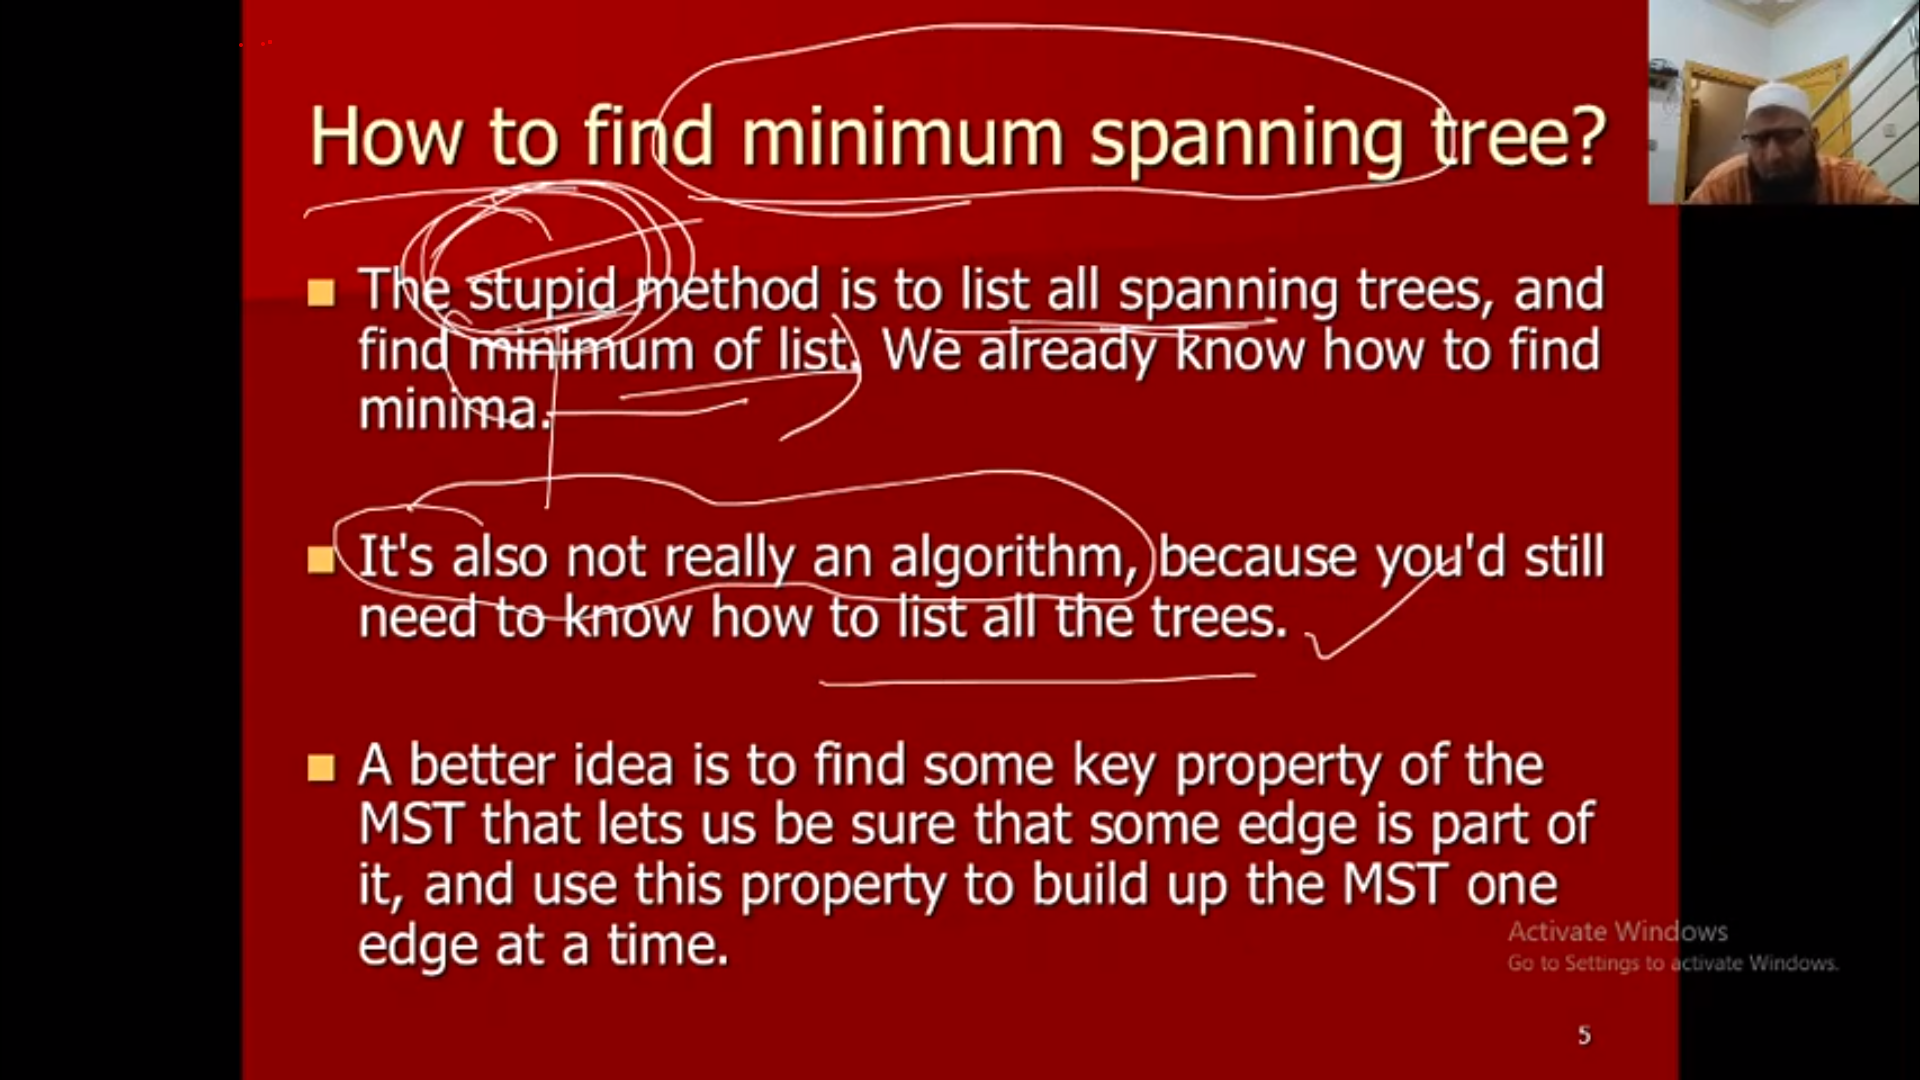 How to find minimum spanning tree?
The stupid method is to list all spanning trees, and
find minimum of list. We already know how to find
minima.
It's also not really an algorithm, because you'd still
need to know how to list all the trees.
A better idea is to find some key property of the
MST that lets us be sure that some edge is part of
it, and use this property to build up the MST one
edge at a time.
Activate Windows
Go to Settings to activate Windows.
5